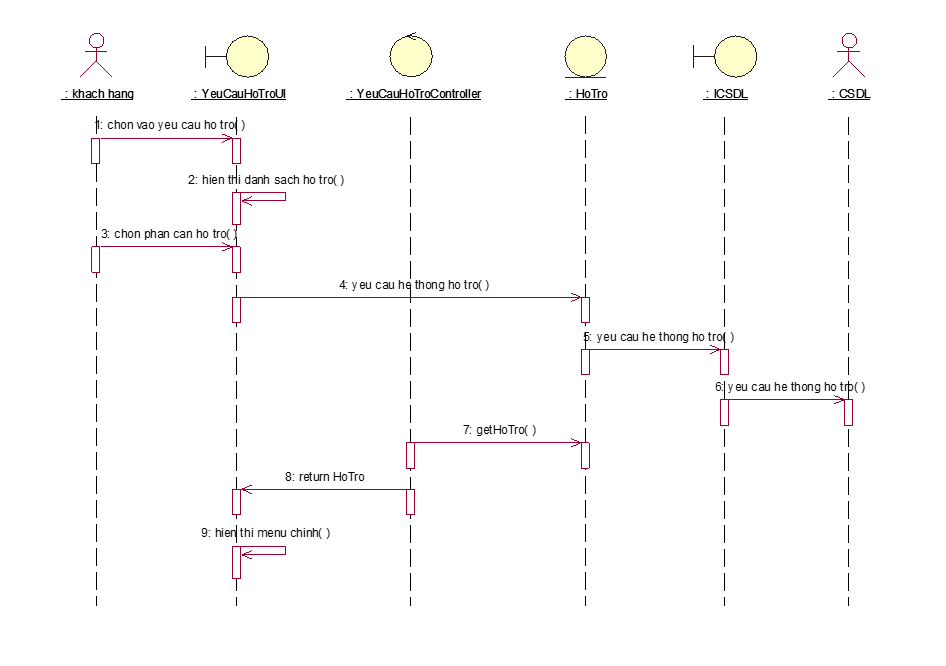 : khach hang
: YeuCauHoTroUI
: YeuCauHoTroController
: HoTro
: ICSDL
: CSDL
1: chon vao yeu cau ho tro( )
2: hien thi danh sach ho tro( )
3: chon phan can ho tro( )
4: yeu cau he thong ho tro( )
5: yeu cau he thong ho tro( )
6: yeu cau he thong ho tro( )
7: getHoTro( )
8: return HoTro
9: hien thi menu chinh( )